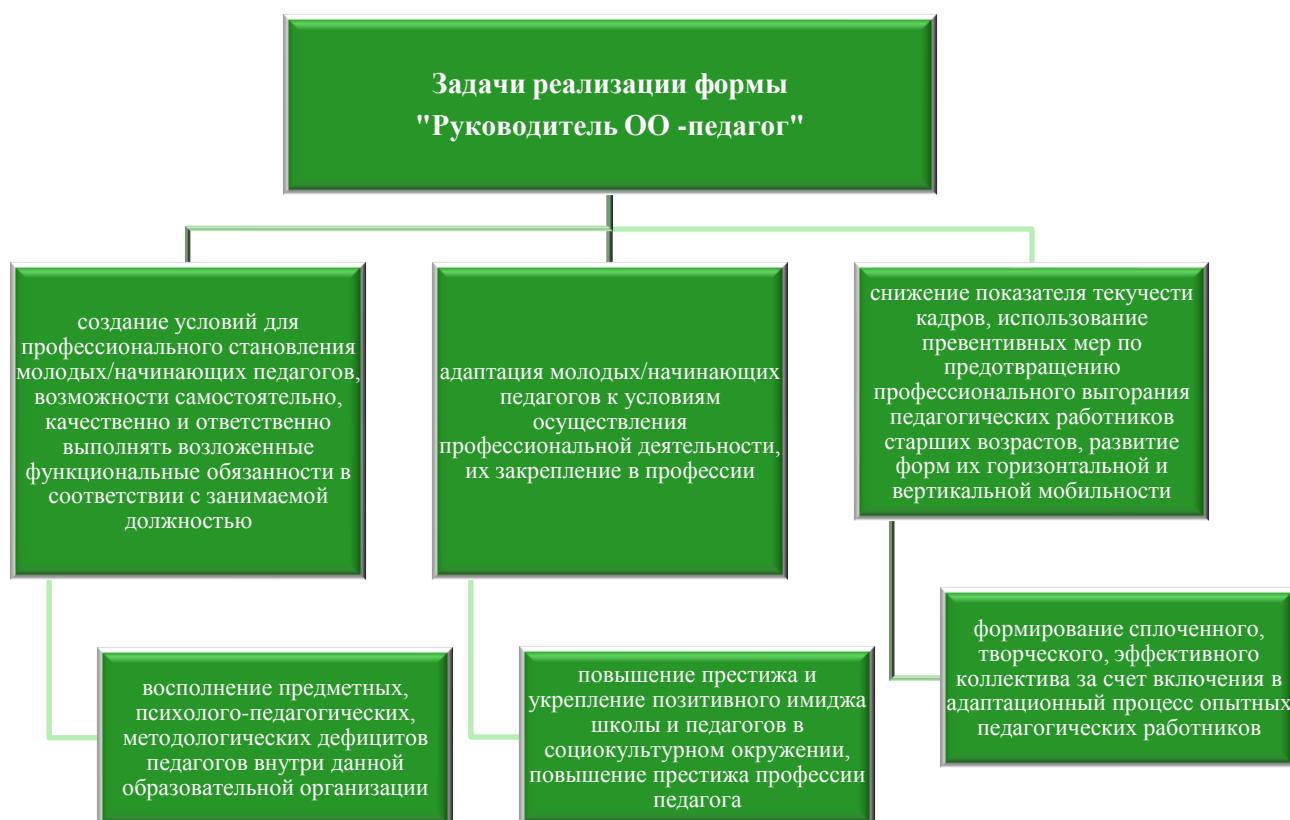 Задачи реализации формы
"Руководитель ОО -педагог"
создание условий для
профессионального становления
молодых/начинающих педагогов,
возможности самостоятельно,
качественно и ответственно
выполнять возложенные
функциональные обязанности в
соответствии с занимаемой
должностью
адаптация молодых/начинающих
педагогов к условиям
осуществления
профессиональной деятельности,
их закрепление в профессии
снижение показателя текучести
кадров, использование
превентивных мер по
предотвращению
профессионального выгорания
педагогических работников
старших возрастов, развитие
форм их горизонтальной и
вертикальной мобильности
восполнение предметных,
психолого-педагогических,
методологических дефицитов
педагогов внутри данной
образовательной организации
повышение престижа и
укрепление позитивного имиджа
школы и педагогов в
социокультурном окружении,
повышение престижа профессии
педагога
формирование сплоченного,
творческого, эффективного
коллектива за счет включения в
адаптационный процесс опытных
педагогических работников